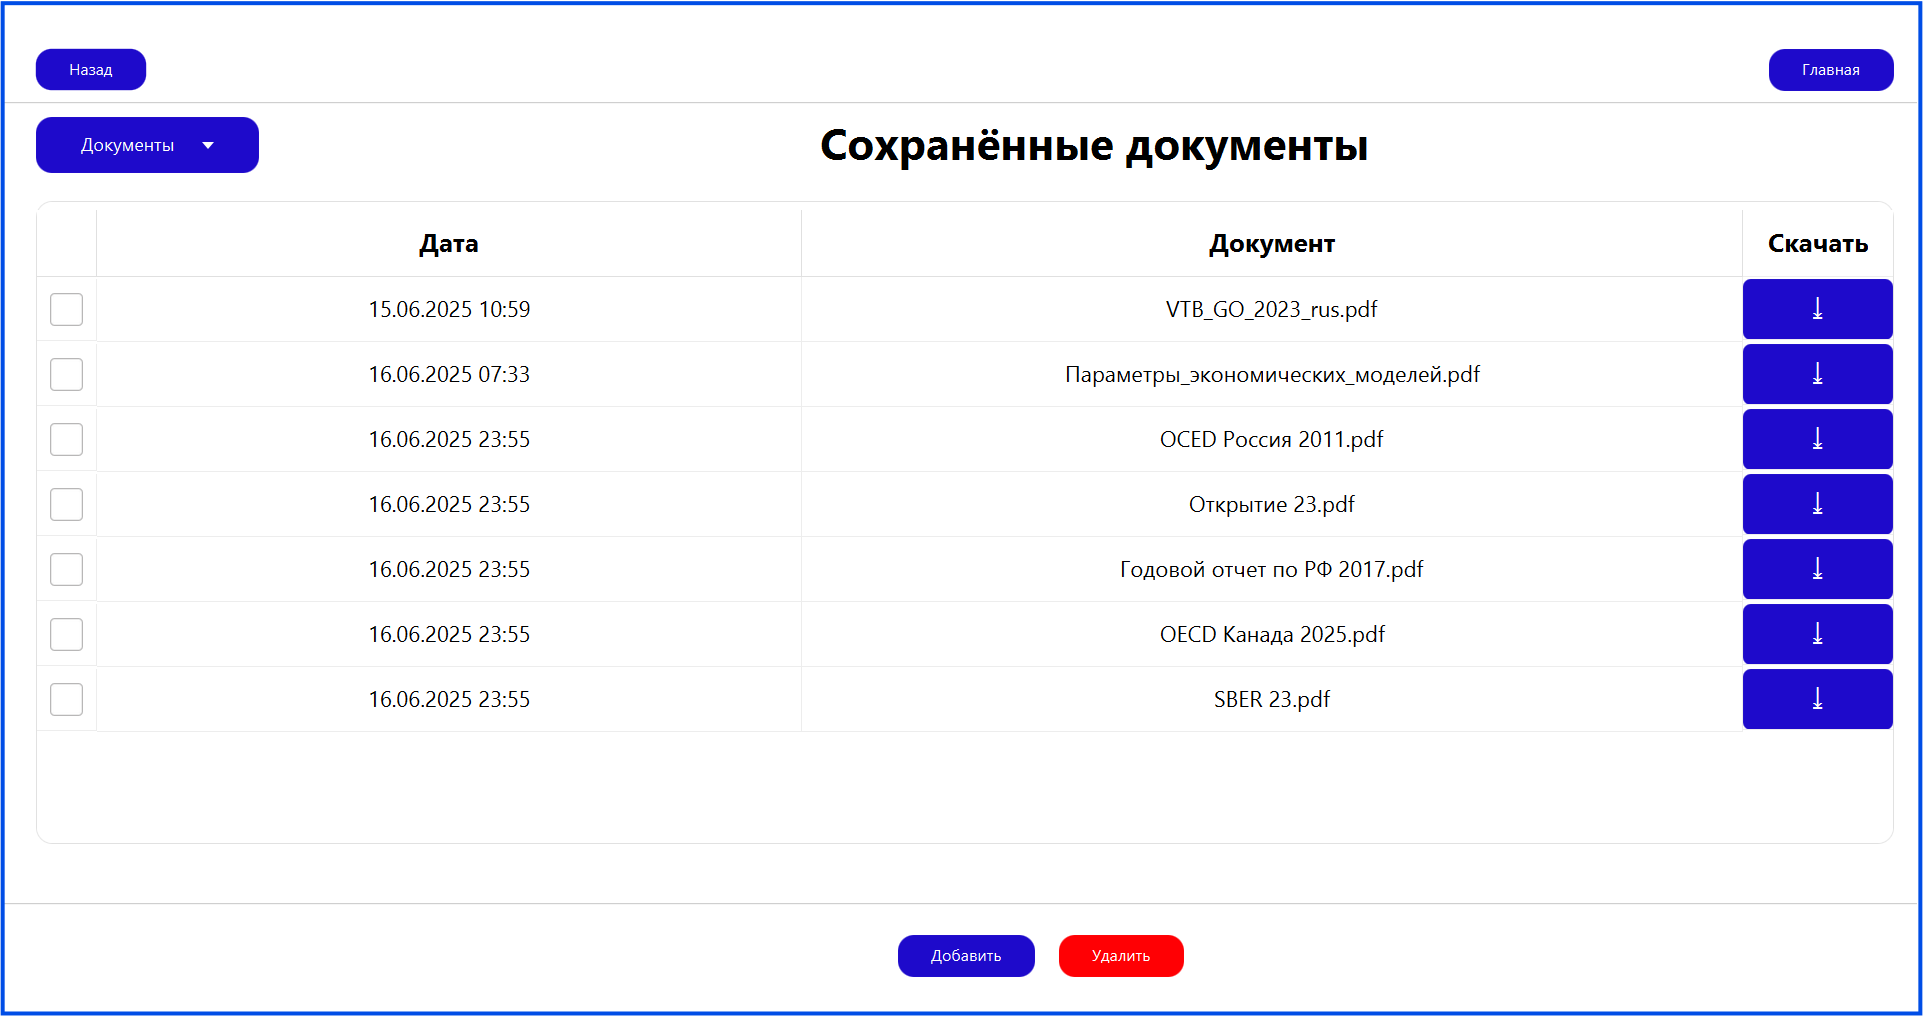 Назад
Главная
Документы
Сохранённые документы
Дата Документ Скачать
15.06.2025 10:59 VTB_GO_2023_rus.pdf
16.06.2025 07:33 Параметры_экономических_моделей.pdf
16.06.2025 23:55 OCED Россия 2011.pdf
16.06.2025 23:55 Открытие 23.pdf
16.06.2025 23:55 Годовой отчет по РФ 2017.pdf
16.06.2025 23:55 OECD Канада 2025.pdf
16.06.2025 23:55 SBER 23.pdf
Добавить
Удалить